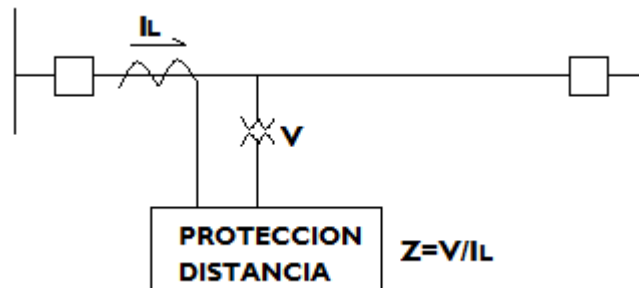 IL
V
PROTECCION
DISTANCIA
Z=V/IL